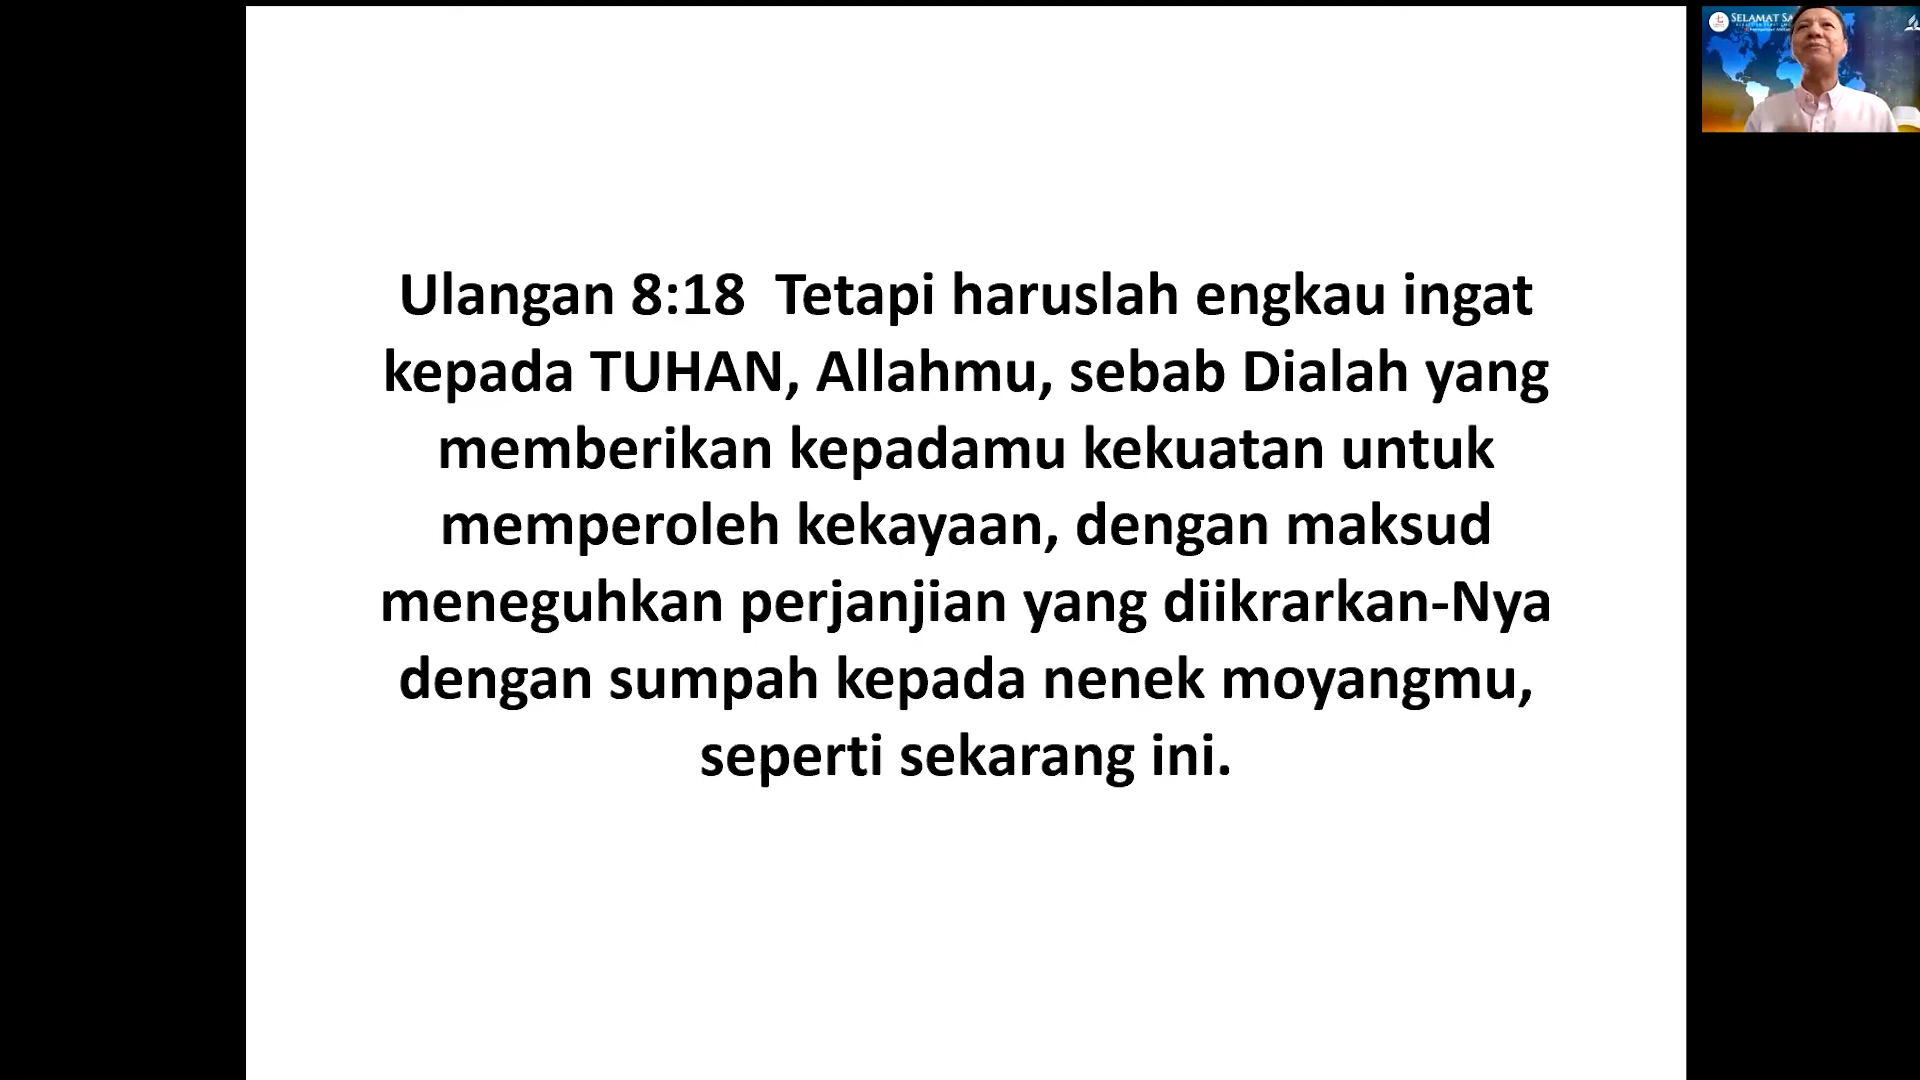 Ulangan 8:18  Tetapi haruslah engkau ingat
kepada TUHAN, Allahmu, sebab Dialah yang
memberikan kepadamu kekuatan untuk
memperoleh kekayaan, dengan maksud
meneguhkan perjanjian yang diikrarkan-Nya
dengan sumpah kepada nenek moyangmu,
seperti sekarang ini.
SELAMAT